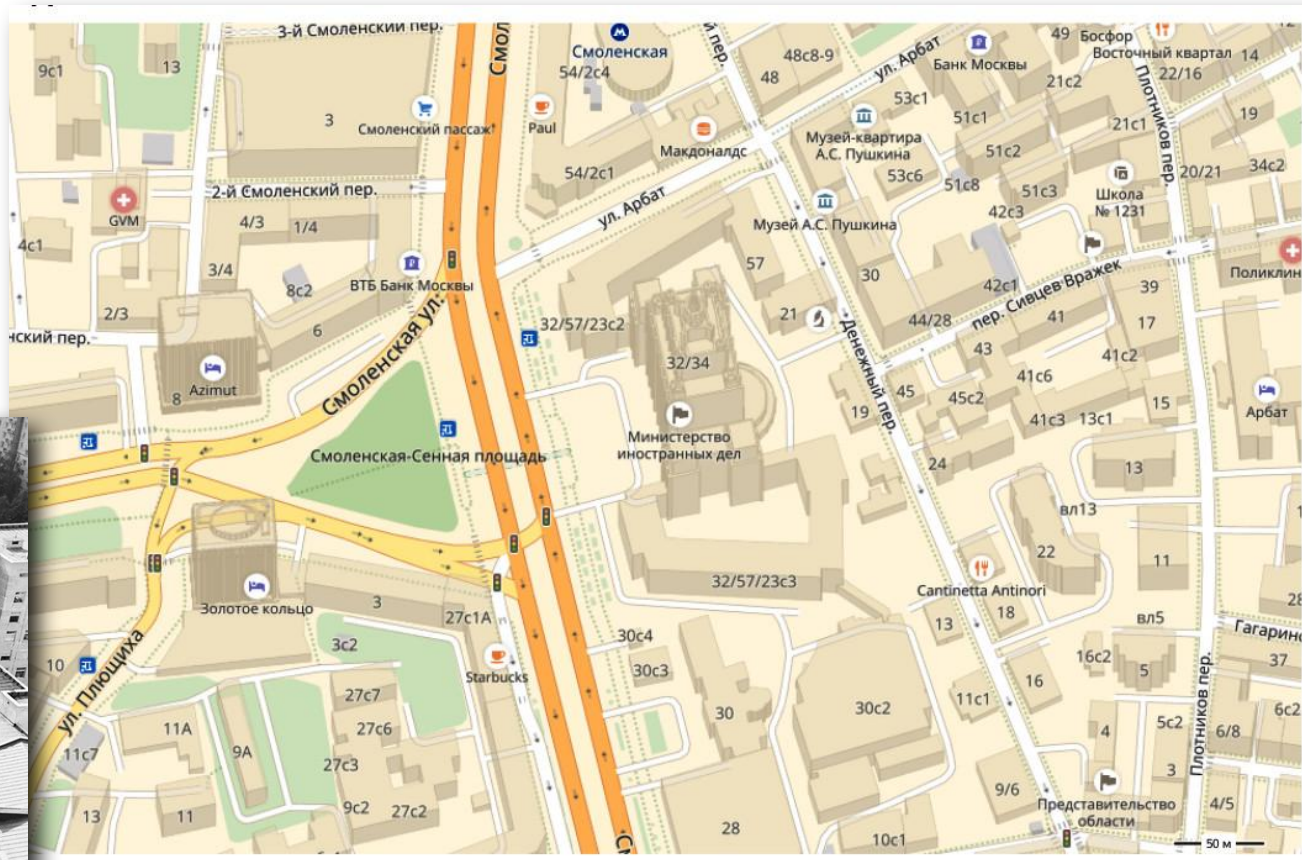 3-й Смоленский пер.
Смол
й пер.
Смоленская
54/2с4
48с8-9
48
ул. Арбат
49
Босфор
Восточный квартал
22/16
14
12
Банк Москвы
21с2
9с1
13
3
Смоленский пассаж
Paul
Макдоналдс
53с1
51с1
21с1
19
Музей-квартира
А.С. Пушкина
51с2
Плотников пер.
2-й Смоленский пер.
54/2с1
53с6
51с8
51с3
Школа
№ 1231
20/21
34с2
GVM
4/3
1/4
ул. Арбат
Музей А.С. Пушкина
42с3
4с1
3/4
8с2
ВТБ Банк Москвы
57
30
42с1
Поликлин
39
2/3
6
32/57/23с2
21
44/28
пер. Сивцев Вражек
41
17
нский пер.
Смоленская ул.
32/34
Денежный пер.
43
41с2
8
Azimut
45
45с2
41с6
19
41с3
13с1
15
Арбат
Министерство
иностранных дел
Смоленская-Сенная площадь
24
13
вл13
22
11
32/57/23с3
Cantinetta Antinori
Золотое кольцо
3
27с1А
13
18
вл5
28
Гагаринс
3с2
30с4
30с3
16с2
5
37
10
Starbucks
ул. Плющиха
27с7
11А
27с6
30
30с2
11с1
16
4
5с2
Плотников пер.
6/8
6с2
11с7
9А
27с3
3
9с2
27с2
9/6
Представительство
области
4/5
13
11
28
10с1
См
50 м